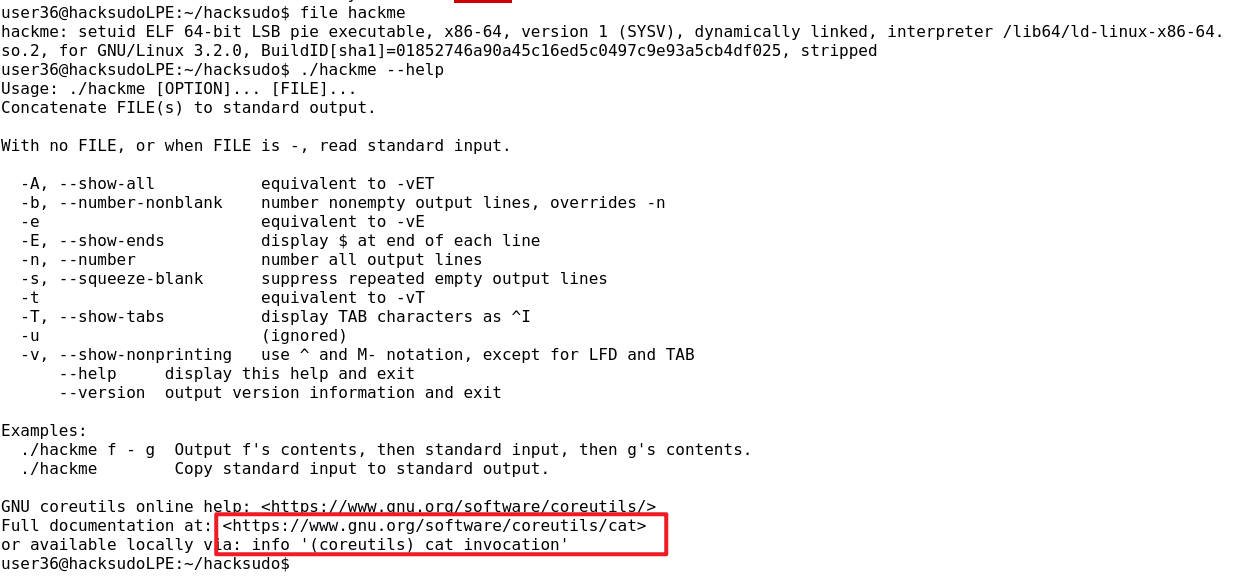 user36@hacksudoLPE:~/hacksudo$ file hackme
hackme: setuid ELF 64-bit LSB pie executable, x86-64, version 1 (SYSV), dynamically linked, interpreter /lib64/ld-linux-x86-64.
so.2, for GNU/Linux 3.2.0, BuildID[sha1]=01852746a90a45c16ed5c0497c9e93a5cb4df025, stripped
user36@hacksudoLPE:~/hacksudo$ ./hackme --help
Usage: ./hackme [OPTION]... [FILE]...
Concatenate FILE(s) to standard output.
With no FILE, or when FILE is -, read standard input.
-A, --show-all           equivalent to -vET
-b, --number-nonblank    number nonempty output lines, overrides -n
-e                       equivalent to -vE
-E, --show-ends          display $ at end of each line
-n, --number             number all output lines
-s, --squeeze-blank      suppress repeated empty output lines
-t                       equivalent to -vT
-T, --show-tabs          display TAB characters as ^I
-u                       (ignored)
-v, --show-nonprinting   use ^ and M- notation, except for LFD and TAB
--help     display this help and exit
--version  output version information and exit
Examples:
./hackme f - g  Output f's contents, then standard input, then g's contents.
./hackme        Copy standard input to standard output.
GNU coreutils online help: <https://www.gnu.org/software/coreutils/>
Full documentation at: <https://www.gnu.org/software/coreutils/cat>
or available locally via: info '(coreutils) cat invocation'
user36@hacksudoLPE:~/hacksudo$